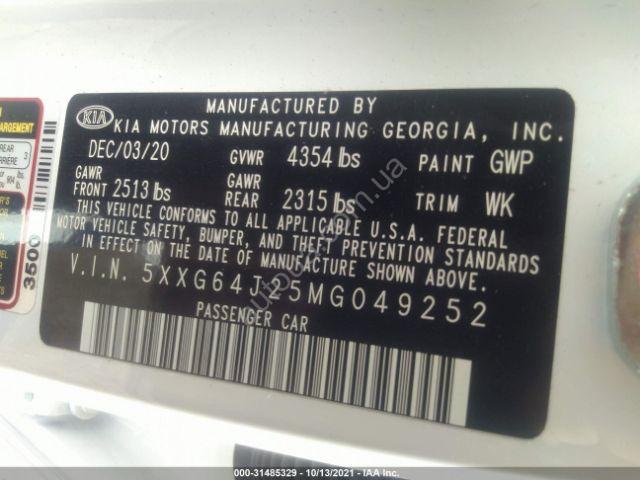 KIA
MANUFACTURED BY
KIA MOTORS MANUFACTURING GEORGIA, INC.
DEC/03/20 GVWR 4354 lbs PAINT GWP
GAWR FRONT 2513 lbs GAWR REAR 2315 lbs TRIM WK
THIS VEHICLE CONFORMS TO ALL APPLICABLE U.S.A. FEDERAL
MOTOR VEHICLE SAFETY, BUMPER, AND THEFT PREVENTION STANDARDS
IN EFFECT ON THE DATE OF MANUFACTURE SHOWN ABOVE.
V.I.N. 5XXG64J25MG049252
PASSENGER CAR
REAR
3
3500
000-31485329 - 10/13/2021 - IAA Inc.